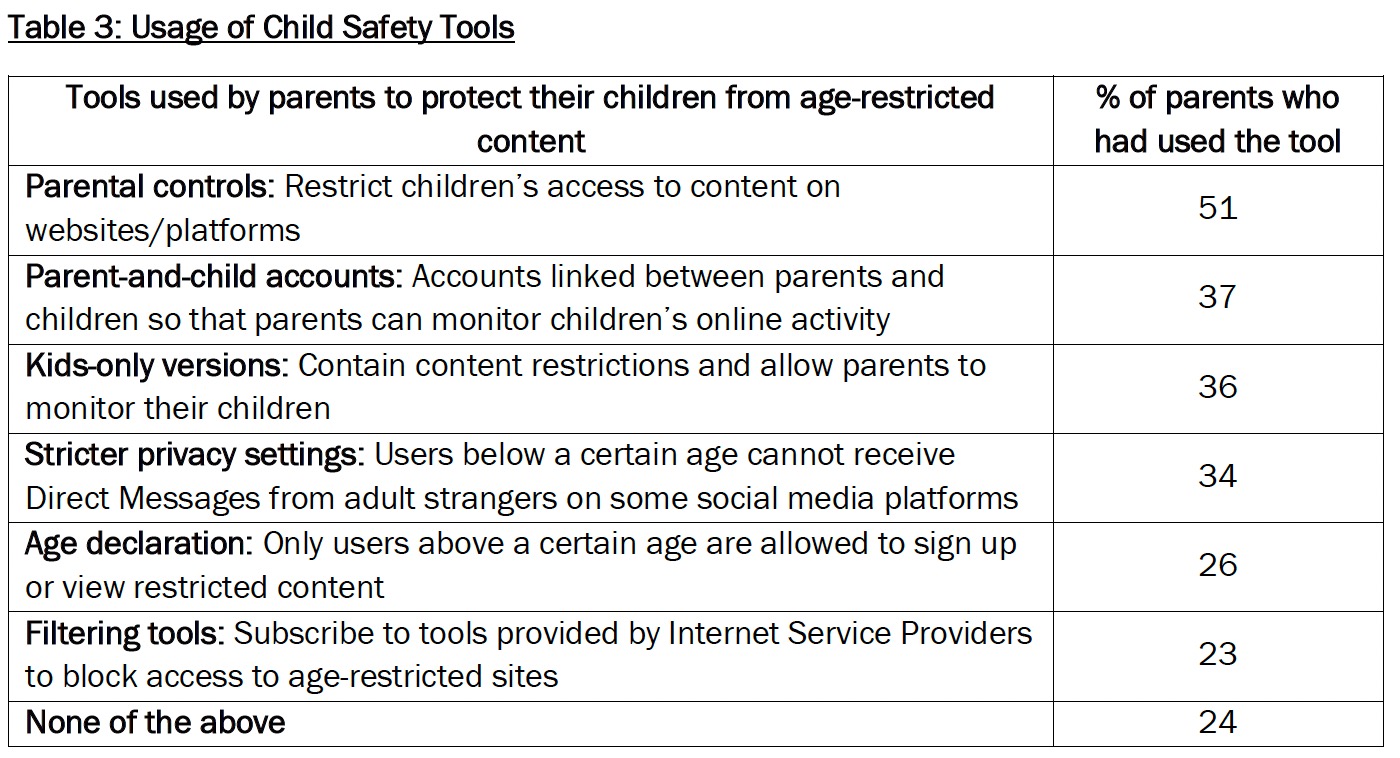 Table 3: Usage of Child Safety Tools
Tools used by parents to protect their children from age-restricted
content
% of parents who
had used the tool
Parental controls: Restrict children’s access to content on
websites/platforms
51
Parent-and-child accounts: Accounts linked between parents and
children so that parents can monitor children’s online activity
37
Kids-only versions: Contain content restrictions and allow parents to
monitor their children
36
Stricter privacy settings: Users below a certain age cannot receive
Direct Messages from adult strangers on some social media platforms
34
Age declaration: Only users above a certain age are allowed to sign up
or view restricted content
26
Filtering tools: Subscribe to tools provided by Internet Service Providers
to block access to age-restricted sites
23
None of the above
24